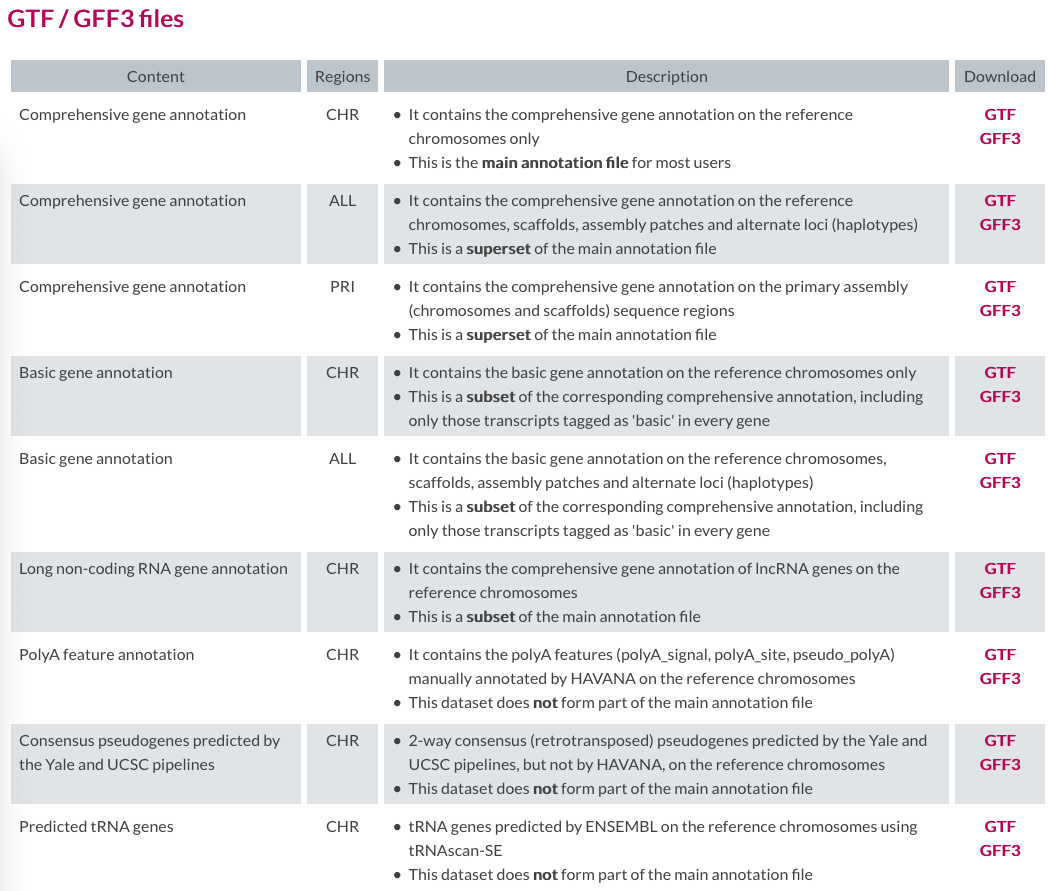 GTF / GFF3 files
Content Regions Description Download
Comprehensive gene annotation CHR • It contains the comprehensive gene annotation on the reference GTF
chromosomes only GFF3
• This is the main annotation file for most users
Comprehensive gene annotation ALL • It contains the comprehensive gene annotation on the reference GTF
chromosomes, scaffolds, assembly patches and alternate loci (haplotypes) GFF3
• This is a superset of the main annotation file
Comprehensive gene annotation PRI • It contains the comprehensive gene annotation on the primary assembly GTF
(chromosomes and scaffolds) sequence regions GFF3
• This is a superset of the main annotation file
Basic gene annotation CHR • It contains the basic gene annotation on the reference chromosomes only GTF
• This is a subset of the corresponding comprehensive annotation, including GFF3
only those transcripts tagged as 'basic' in every gene
Basic gene annotation ALL • It contains the basic gene annotation on the reference chromosomes, GTF
scaffolds, assembly patches and alternate loci (haplotypes) GFF3
• This is a subset of the corresponding comprehensive annotation, including
only those transcripts tagged as 'basic' in every gene
Long non-coding RNA gene annotation CHR • It contains the comprehensive gene annotation of lncRNA genes on the GTF
reference chromosomes GFF3
• This is a subset of the main annotation file
PolyA feature annotation CHR • It contains the polyA features (polyA_signal, polyA_site, pseudo_polyA) GTF
manually annotated by HAVANA on the reference chromosomes GFF3
• This dataset does not form part of the main annotation file
Consensus pseudogenes predicted by CHR • 2-way consensus (retrotransposed) pseudogenes predicted by the Yale and GTF
the Yale and UCSC pipelines UCSC pipelines, but not by HAVANA, on the reference chromosomes GFF3
• This dataset does not form part of the main annotation file
Predicted tRNA genes CHR • tRNA genes predicted by ENSEMBL on the reference chromosomes using GTF
tRNAscan-SE GFF3
• This dataset does not form part of the main annotation file